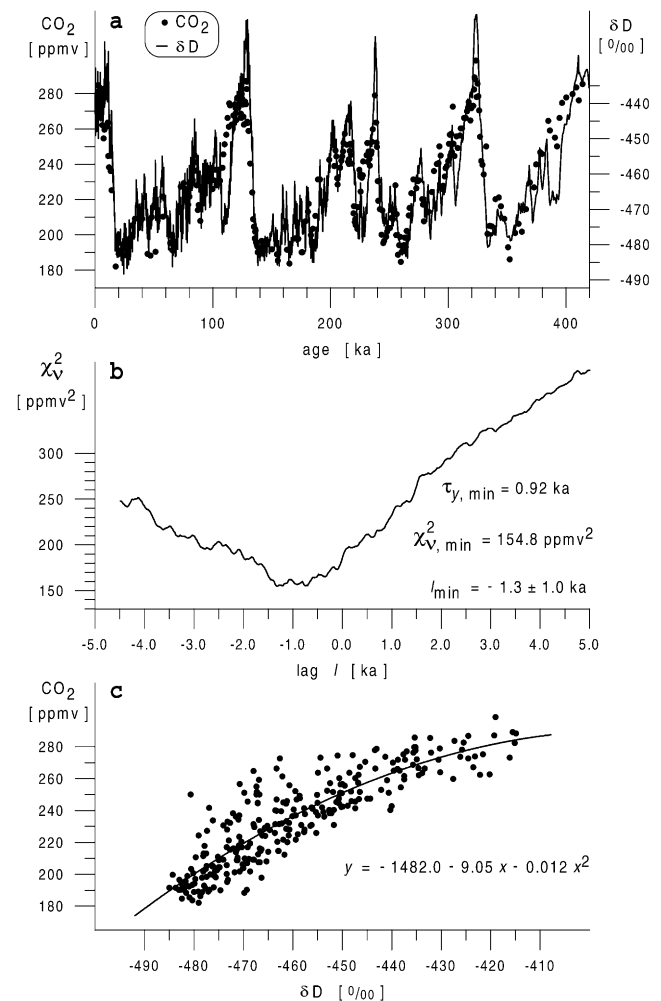 CO2
[ ppmv ]
a
CO2
δD
δD
[ 0/00 ]
280
260
240
220
200
180
-440
-450
-460
-470
-480
-490
0 100 200 300 400
age [ ka ]
χν2
[ ppmv2 ]
b
300
250
200
150
τy, min = 0.92 ka
χν, min2 = 154.8 ppmv2
lmin = - 1.3 ± 1.0 ka
-5.0 -4.0 -3.0 -2.0 -1.0 0.0 1.0 2.0 3.0 4.0 5.0
lag l [ ka ]
CO2
[ ppmv ]
c
280
260
240
220
200
180
y = - 1482.0 - 9.05 x - 0.012 x2
-490 -480 -470 -460 -450 -440 -430 -420 -410
δD [ 0/00 ]